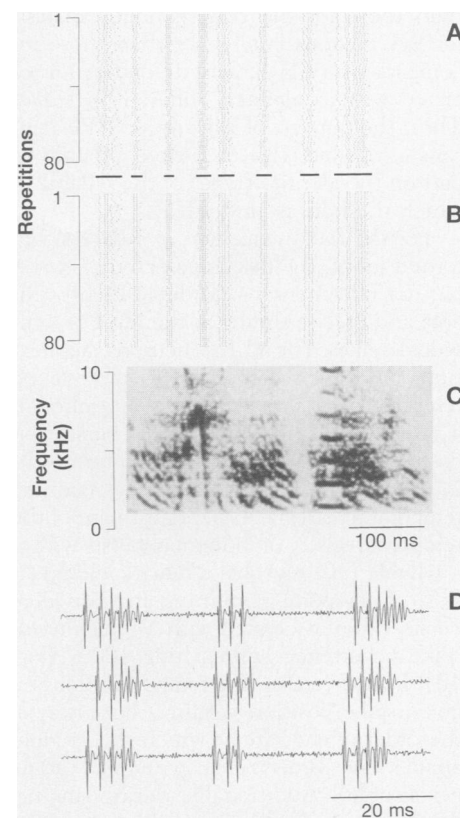 1
A
80
Repetitions
1
B
80
10
C
Frequency
(kHz)
0
100 ms
D
20 ms